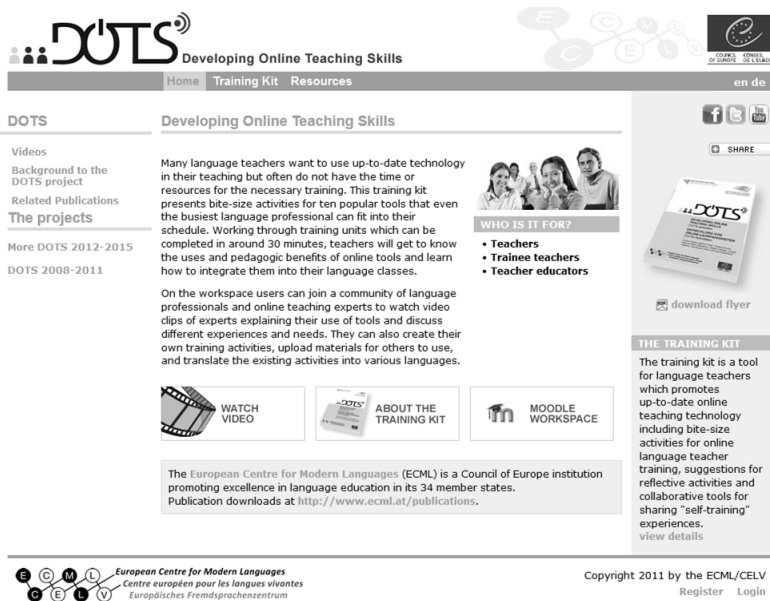 DOTS
Developing Online Teaching Skills
E C M L
C E L V
COUNCIL OF EUROPE
CONSEIL DE L'EUROPE
Home Training Kit Resources
en de
DOTS
Videos
Background to the
DOTS project
Related Publications
The projects
More DOTS 2012-2015
DOTS 2008-2011
Developing Online Teaching Skills
Many language teachers want to use up-to-date technology
in their teaching but often do not have the time or
resources for the necessary training. This training kit
presents bite-size activities for ten popular tools that even
the busiest language professional can fit into their
schedule. Working through training units which can be
completed in around 30 minutes, teachers will get to know
the uses and pedagogic benefits of online tools and learn
how to integrate them into their language classes.
On the workspace users can join a community of language
professionals and online teaching experts to watch video
clips of experts explaining their use of tools and discuss
different experiences and needs. They can also create their
own training activities, upload materials for others to use,
and translate the existing activities into various languages.
WHO IS IT FOR?
• Teachers
• Trainee teachers
• Teacher educators
WATCH
VIDEO
DOTS
ABOUT THE
TRAINING KIT
m
MOODLE
WORKSPACE
The European Centre for Modern Languages (ECML) is a Council of Europe institution
promoting excellence in language education in its 34 member states.
Publication downloads at http://www.ecml.at/publications.
f t You Tube
SHARE
DOTS
DEVELOPING ONLINE
TEACHING SKILLS
download flyer
THE TRAINING KIT
The training kit is a tool
for language teachers
which promotes
up-to-date online
teaching technology
including bite-size
activities for online
language teacher
training, suggestions for
reflective activities and
collaborative tools for
sharing "self-training"
experiences.
view details
E C M L
C E L V
European Centre for Modern Languages
Centre européen pour les langues vivantes
Europäisches Fremdsprachenzentrum
Copyright 2011 by the ECML/CELV
Register Login